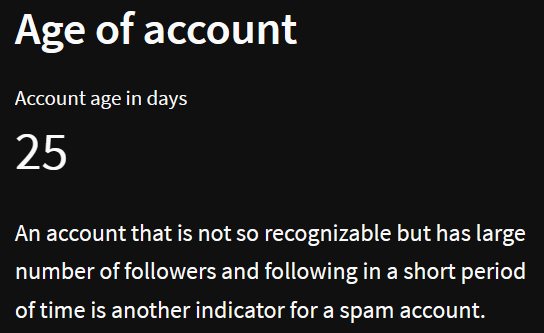 Age of account
Account age in days
25
An account that is not so recognizable but has large
number of followers and following in a short period
of time is another indicator for a spam account.